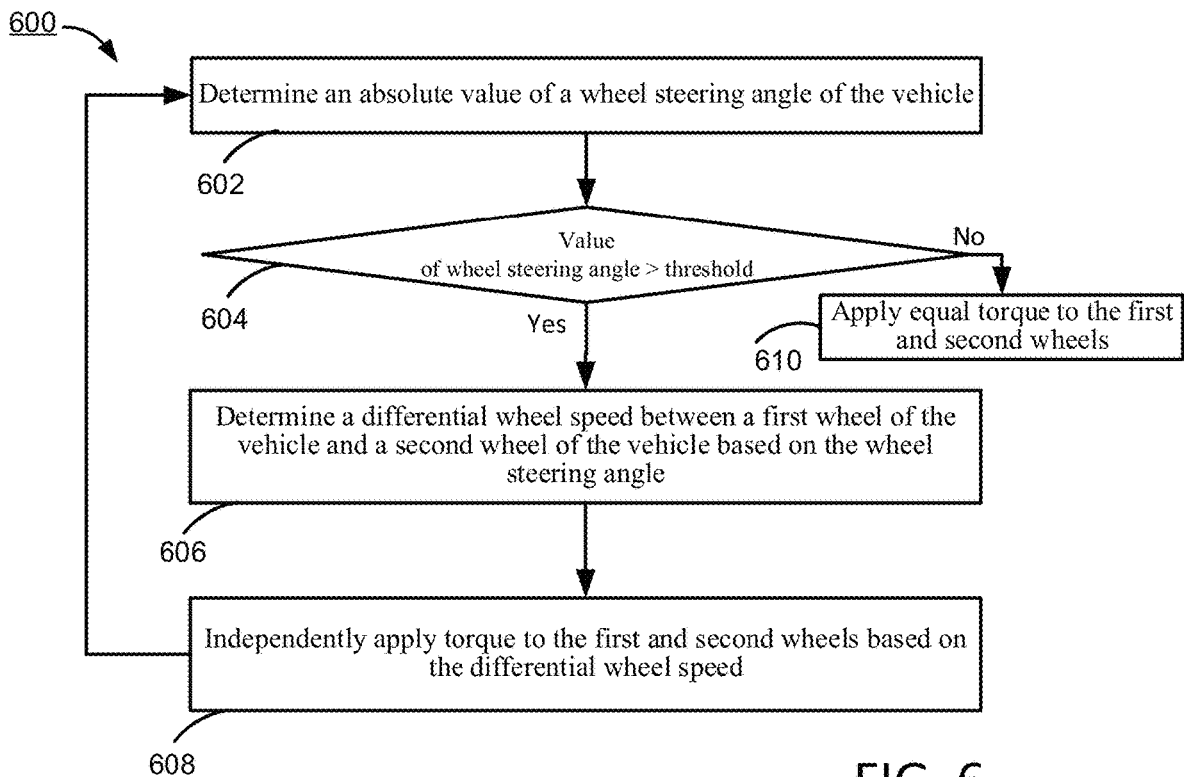 600
Determine an absolute value of a wheel steering angle of the vehicle
602
Value
of wheel steering angle > threshold
No
604
Yes
Apply equal torque to the first
and second wheels
610
Determine a differential wheel speed between a first wheel of the
vehicle and a second wheel of the vehicle based on the wheel
steering angle
606
Independently apply torque to the first and second wheels based on
the differential wheel speed
608
FIG. 6